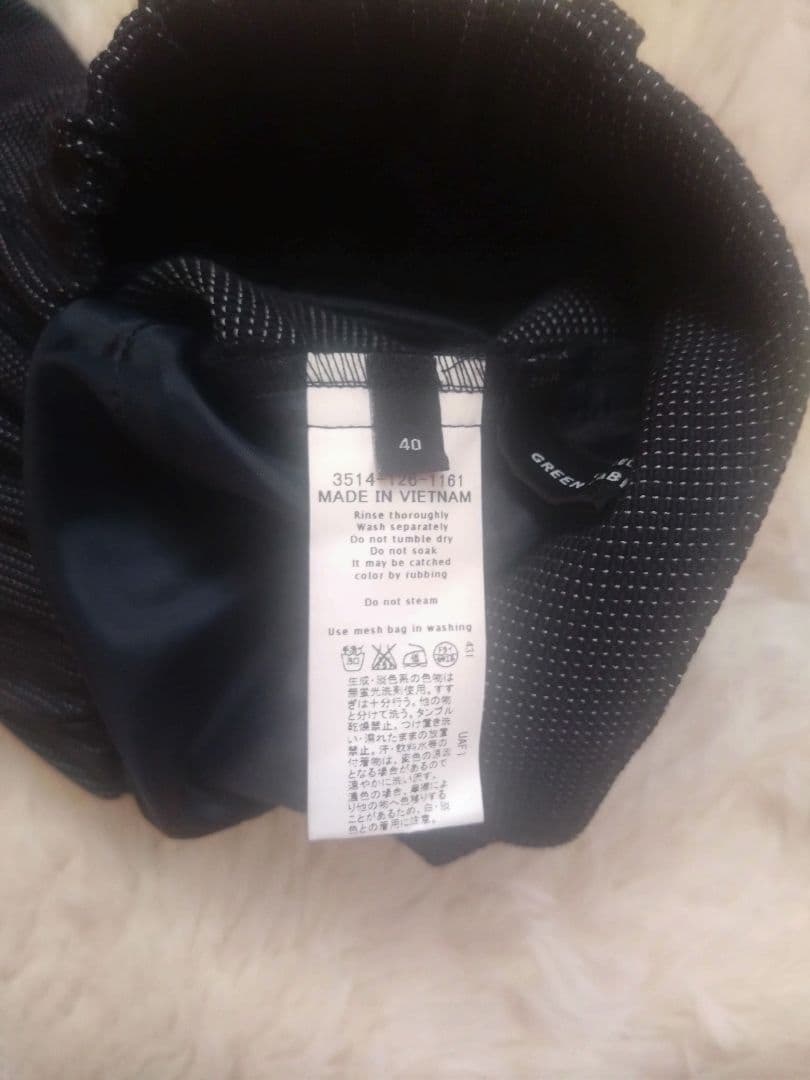 40
3514-126-1161
MADE IN VIETNAM
Rinse thoroughly
Wash separately
Do not tumble dry
Do not soak
It may be catched
color by rubbing
Do not steam
Use mesh bag in washing
431
UAF1
生成・淡色系の色物は
無蛍光洗剤使用。すす
ぎは十分行う。他の物
と分けて洗う。タンブル
乾燥禁止。つけ置き洗
い・濡れたままの放置
禁止。汗・飲料水等の
付着物は、変色の原因
となる場合があるので
速やかに洗い流す。
濃色の場合、摩擦によ
り他の物へ色移りする
ことがあるため、白・淡
色との着用に注意。
GREEN